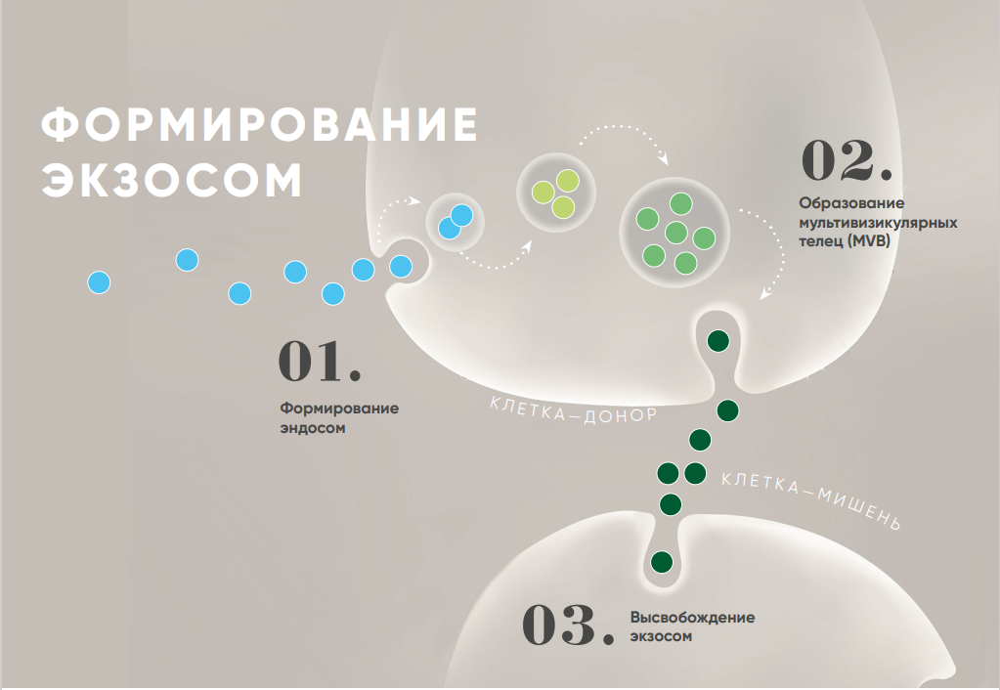 ФОРМИРОВАНИЕ
ЭКЗОСОМ
02.
Образование
мультивизикулярных
телец (MVB)
01.
Формирование
эндосом
КЛЕТКА—ДОНОР
КЛЕТКА—МИШЕНЬ
03.
Высвобождение
экзосом